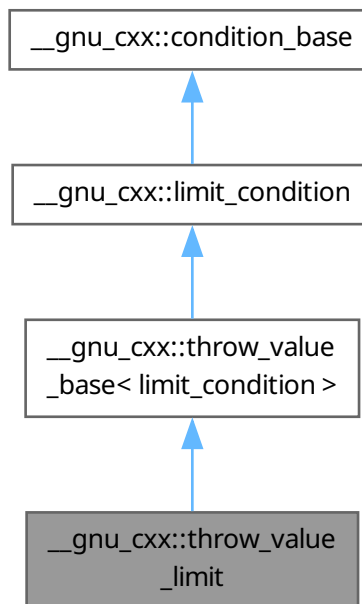 __gnu_cxx::condition_base
__gnu_cxx::limit_condition
__gnu_cxx::throw_value
_base< limit_condition >
__gnu_cxx::throw_value
_limit